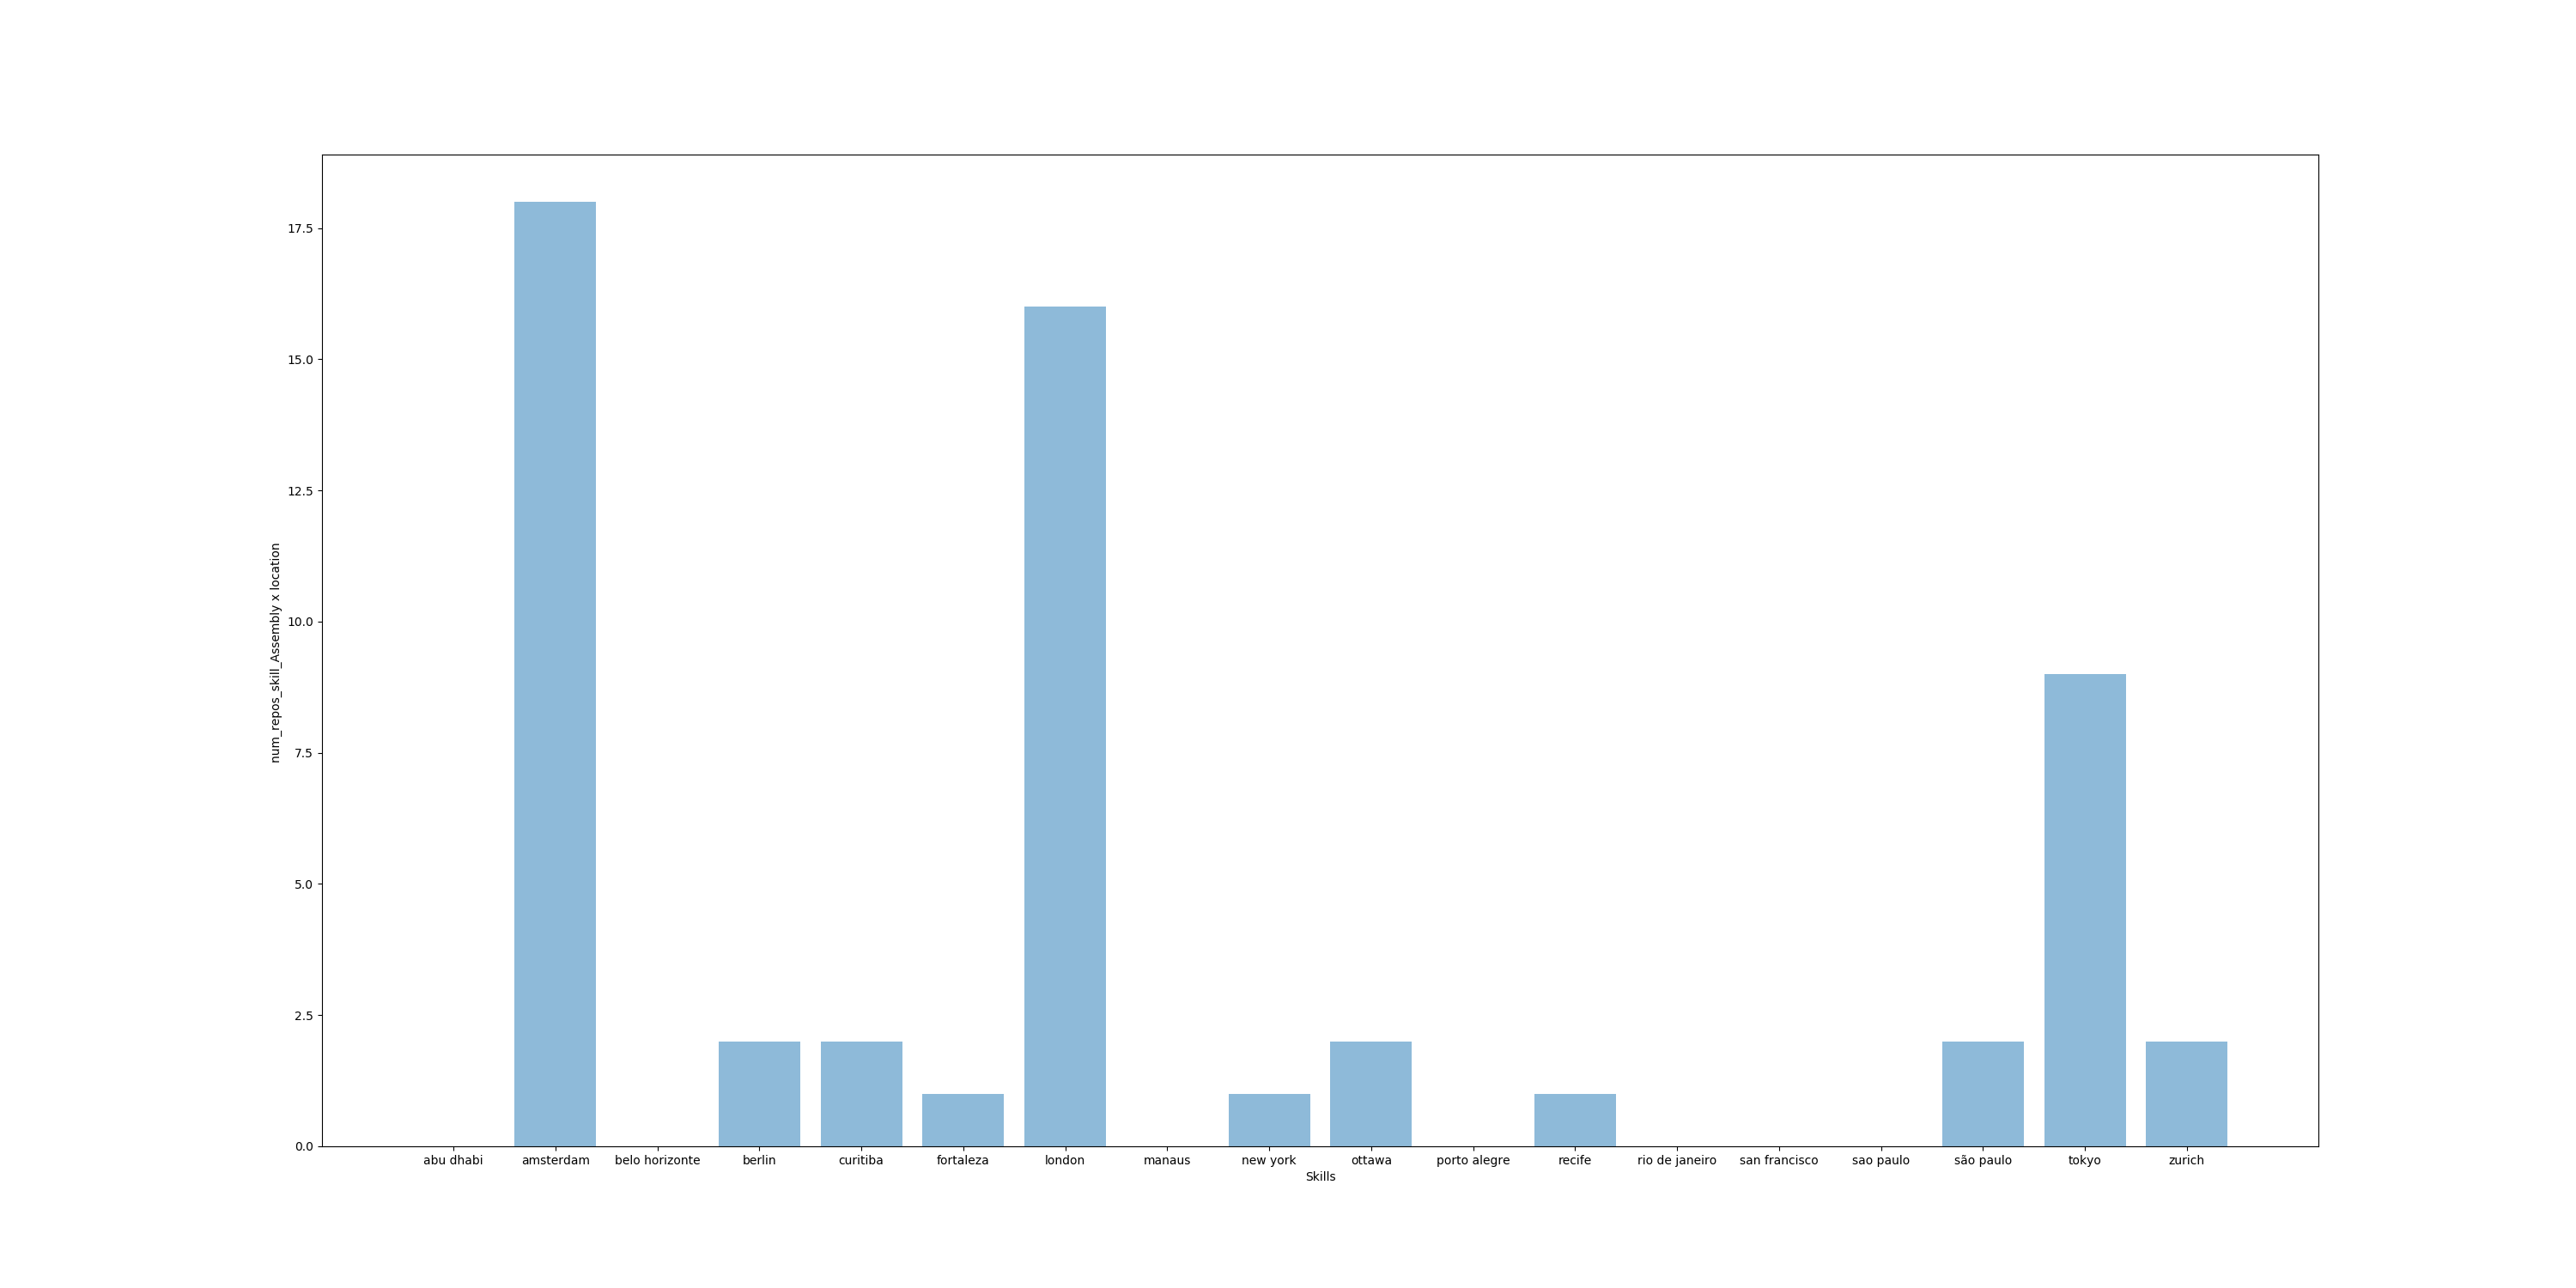 num_repos_skill_Assembly x location
17.5
15.0
12.5
10.0
7.5
5.0
2.5
0.0
abu dhabi amsterdam belo horizonte berlin curitiba fortaleza london manaus new york ottawa porto alegre recife rio de janeiro san francisco sao paulo são paulo tokyo zurich
Skills